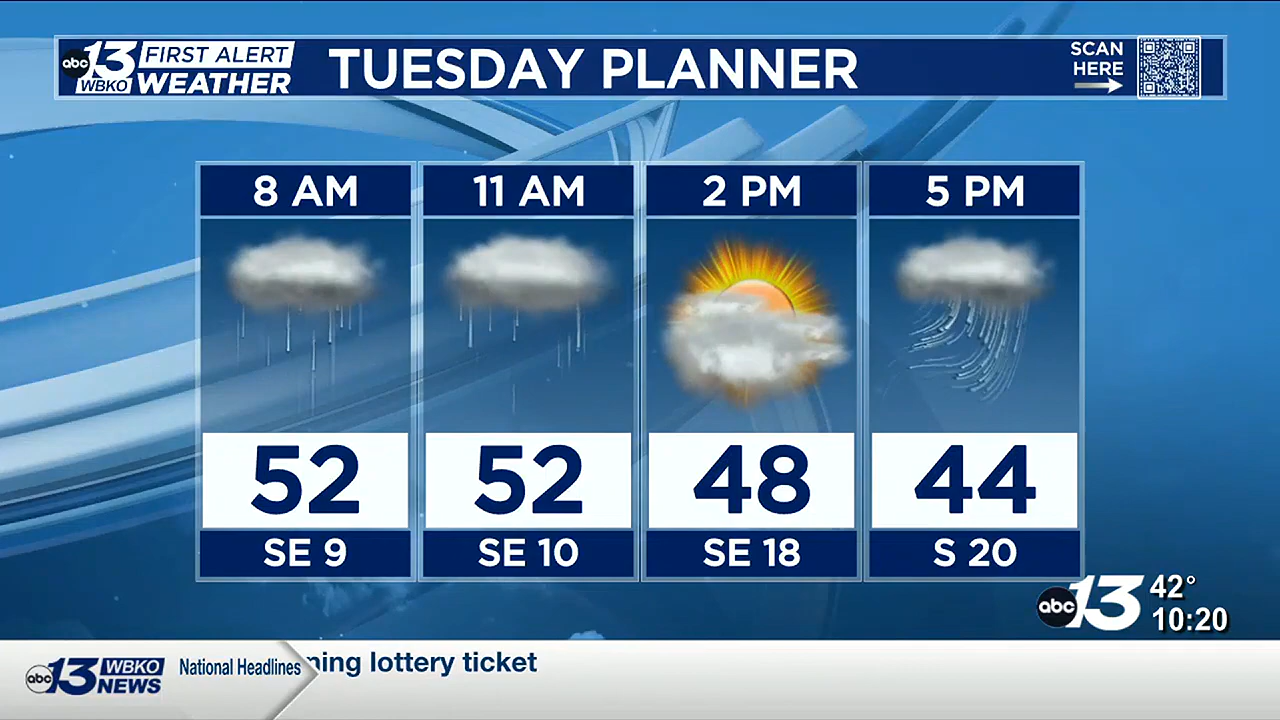 abc 13 WBKO FIRST ALERT WEATHER
TUESDAY PLANNER
SCAN HERE
8 AM
11 AM
2 PM
5 PM
52
52
48
44
SE 9
SE 10
SE 18
S 20
abc 13
42°
10:20
abc 13 WBKO NEWS
National Headlines
ning lottery ticket